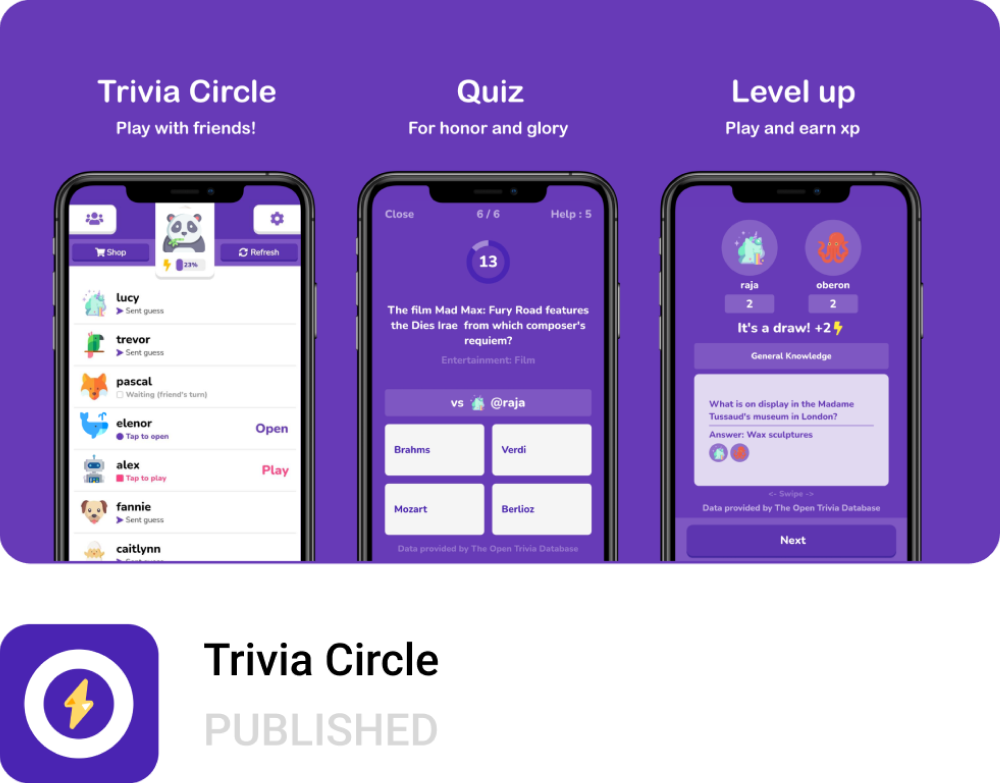 Trivia Circle
Play with friends!
Shop
23%
Refresh
lucy
Sent guess
trevor
Sent guess
pascal
Waiting (friend's turn)
elenor
Tap to open
Open
alex
Tap to play
Play
fannie
Sent guess
caitlynn
Quiz
For honor and glory
Close
6 / 6
Help : 5
13
The film Mad Max: Fury Road features
the Dies Irae from which composer's
requiem?
Entertainment: Film
vs @raja
Brahms
Verdi
Mozart
Berlioz
Data provided by The Open Trivia Database
Level up
Play and earn xp
raja
oberon
2
2
It's a draw! +2
General Knowledge
What is on display in the Madame
Tussaud's museum in London?
Answer: Wax sculptures
<- Swipe ->
Data provided by The Open Trivia Database
Next
Trivia Circle
PUBLISHED